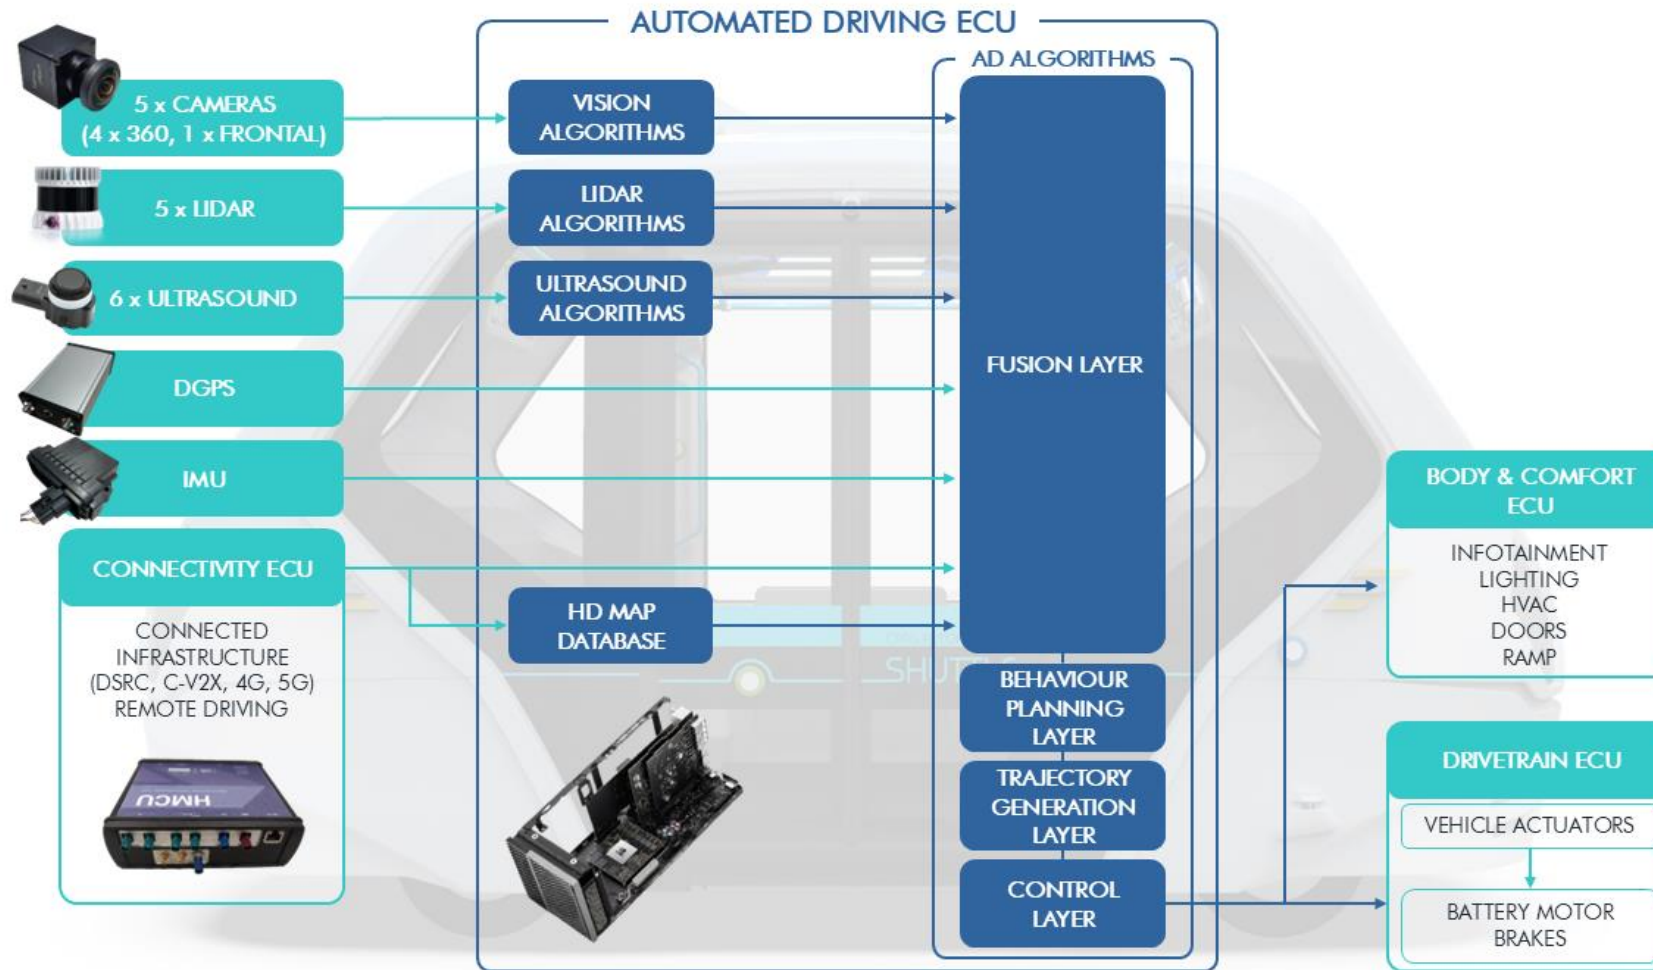 AUTOMATED DRIVING ECU
AD ALGORITHMS
5 x CAMERAS
(4 x 360, 1 x FRONTAL)
VISION
ALGORITHMS
5 x LIDAR
LIDAR
ALGORITHMS
6 x ULTRASOUND
ULTRASOUND
ALGORITHMS
DGPS
FUSION LAYER
IMU
CONNECTIVITY ECU
CONNECTED
INFRASTRUCTURE
(DSRC, C-V2X, 4G, 5G)
REMOTE DRIVING
HMCU
HD MAP
DATABASE
BEHAVIOUR
PLANNING
LAYER
TRAJECTORY
GENERATION
LAYER
CONTROL
LAYER
BODY & COMFORT
ECU
INFOTAINMENT
LIGHTING
HVAC
DOORS
RAMP
DRIVETRAIN ECU
VEHICLE ACTUATORS
BATTERY MOTOR
BRAKES